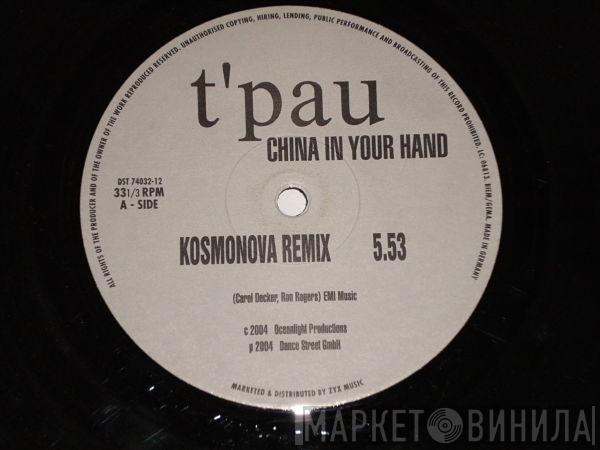 ALL RIGHTS OF THE PRODUCER AND OF THE OWNER OF THE WORK REPRODUCED RESERVED. UNAUTHORISED COPYING, HIRING, LENDING, PUBLIC PERFORMANCE AND BROADCASTING OF THIS RECORD PROHIBITED. LC: 06813. BIEM/GEMA. MADE IN GERMANY
t'pau
CHINA IN YOUR HAND
DST 74032-12
33 1/3 RPM
A - SIDE
KOSMONOVA REMIX 5.53
(Carol Decker, Ron Rogers) EMI Music
c 2004 Oceanlight Productions
p 2004 Dance Street GmbH
MARKETED & DISTRIBUTED BY ZYX MUSIC
МАРКЕТ ВИНИЛА